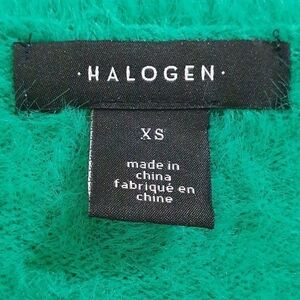 ·HALOGEN·
XS
made in
china
fabriqué en
chine